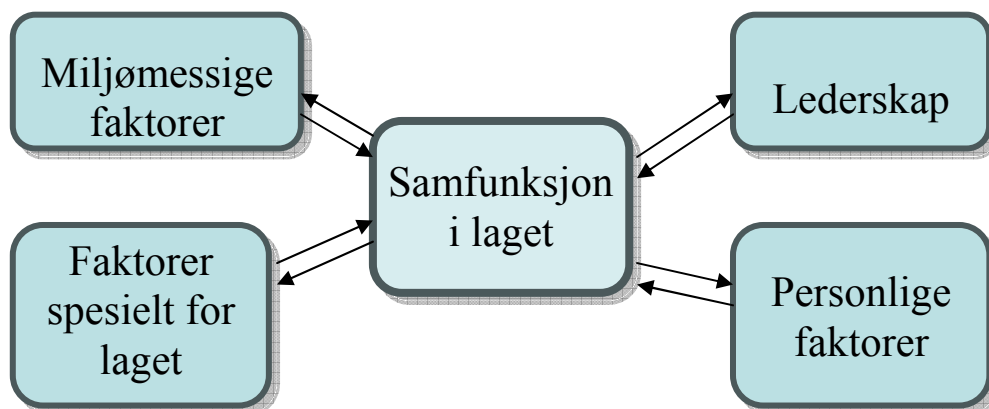 Miljømessige
faktorer
Lederskap
Samfunksjon
i laget
Faktorer
spesielt for
laget
Personlige
faktorer